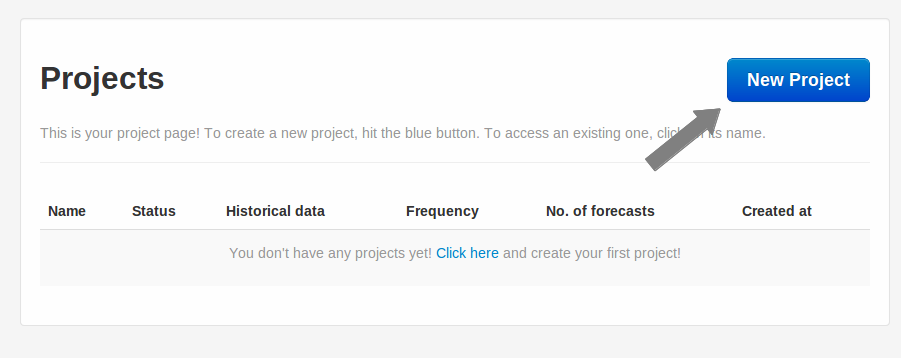 Projects
New Project
This is your project page! To create a new project, hit the blue button. To access an existing one, its name.
Name Status Historical data Frequency No. of forecasts Created at
You don't have any projects yet! Click here and create your first project!